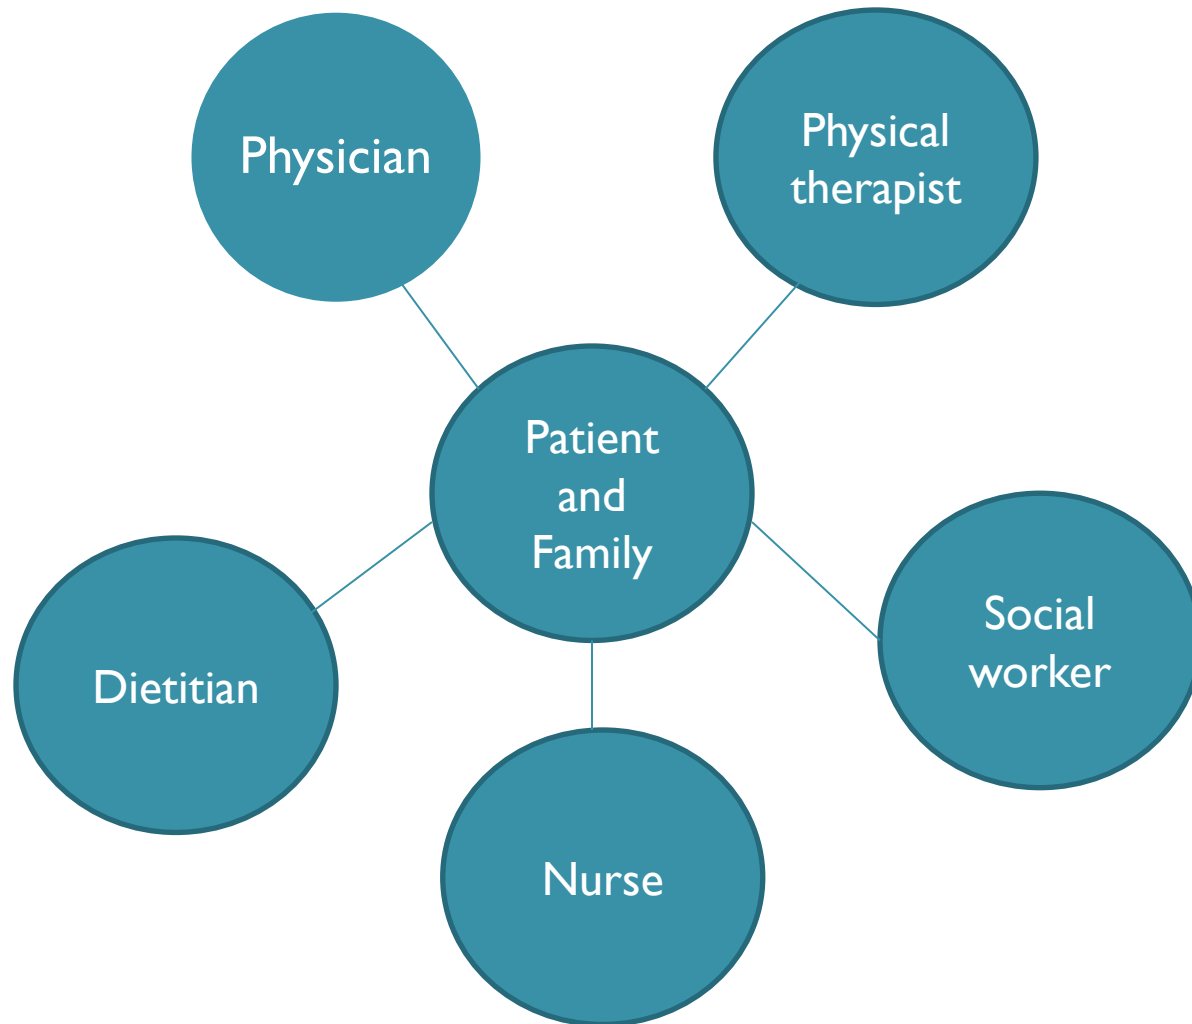 Physician
Physical
therapist
Patient
and
Family
Social
worker
Dietitian
Nurse